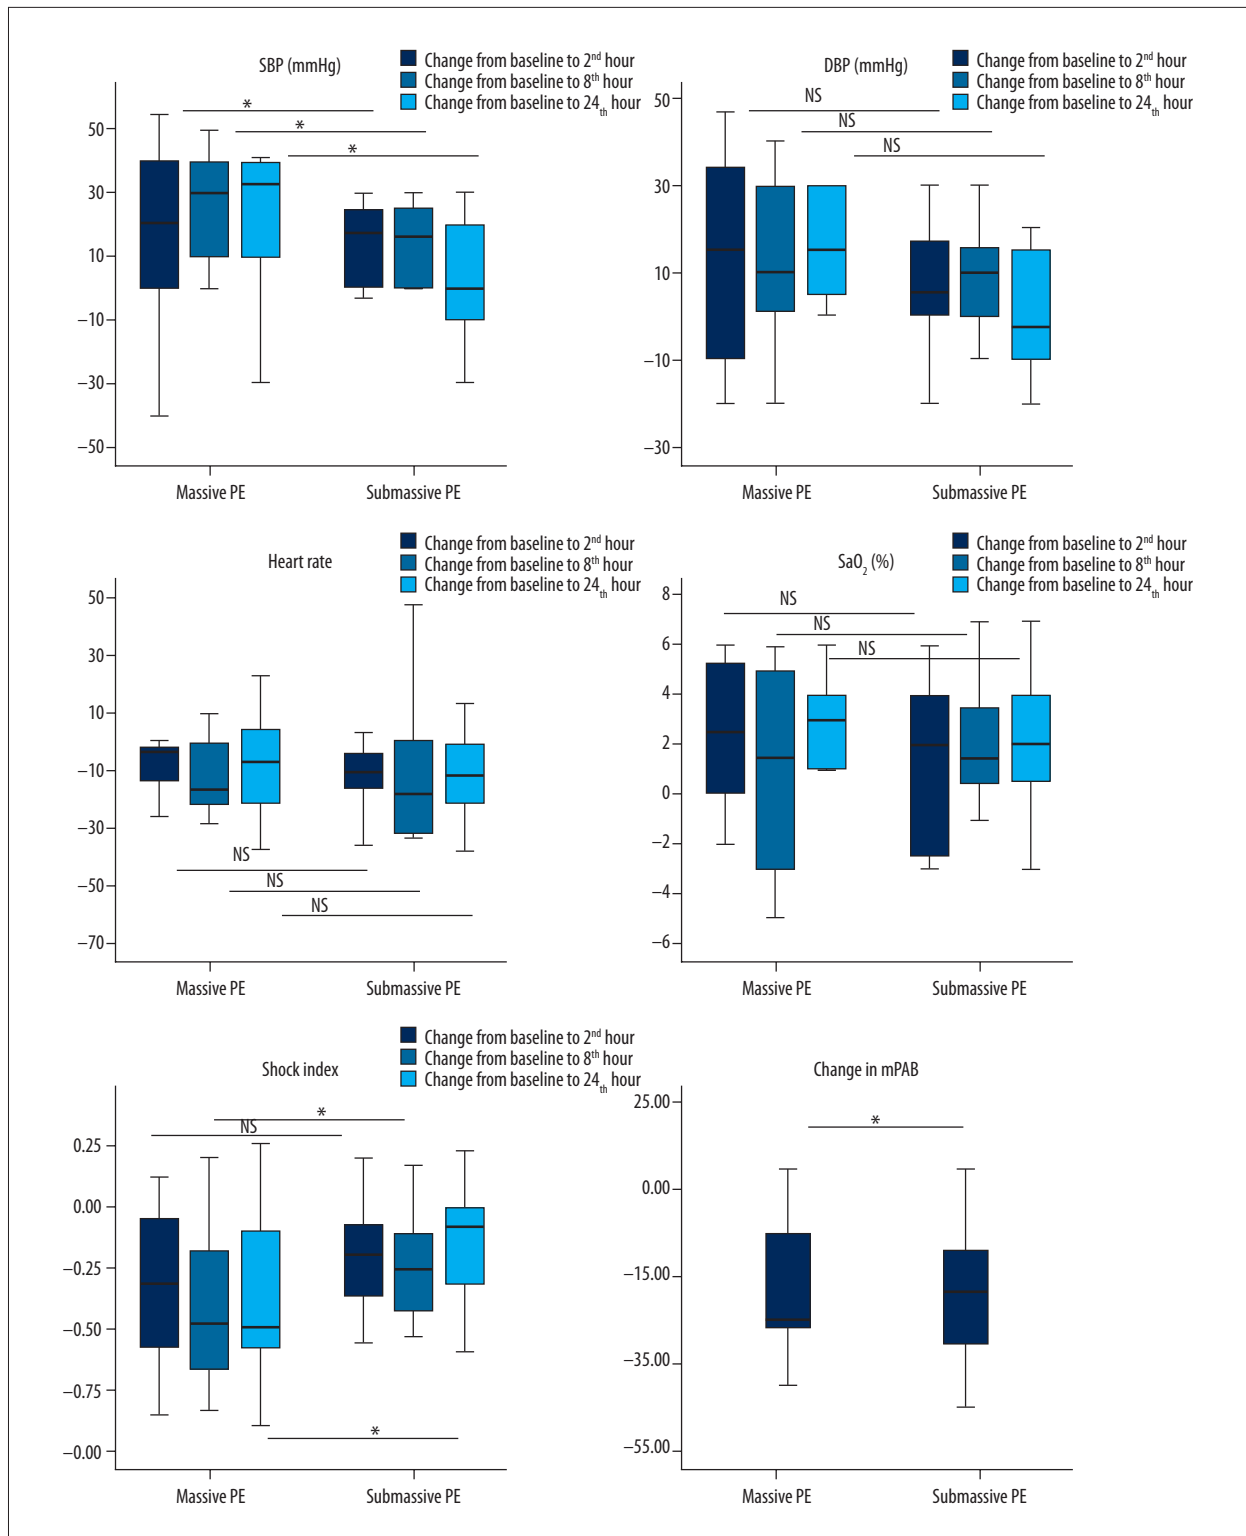 SBP (mmHg)
Change from baseline to 2nd hour
Change from baseline to 8th hour
Change from baseline to 24th hour
50
30
10
−10
−30
−50
*
*
*
Massive PE
Submassive PE
DBP (mmHg)
Change from baseline to 2nd hour
Change from baseline to 8th hour
Change from baseline to 24th hour
50
30
10
−10
−30
NS
NS
NS
Massive PE
Submassive PE
Heart rate
Change from baseline to 2nd hour
Change from baseline to 8th hour
Change from baseline to 24th hour
50
30
10
−10
−30
−50
−70
NS
NS
NS
Massive PE
Submassive PE
SaO2 (%)
Change from baseline to 2nd hour
Change from baseline to 8th hour
Change from baseline to 24th hour
8
6
4
2
0
−2
−4
−6
NS
NS
NS
Massive PE
Submassive PE
Shock index
Change from baseline to 2nd hour
Change from baseline to 8th hour
Change from baseline to 24th hour
0.25
0.00
−0.25
−0.50
−0.75
−0.00
*
NS
*
Massive PE
Submassive PE
Change in mPAB
25.00
0.00
−15.00
−35.00
−55.00
*
Massive PE
Submassive PE